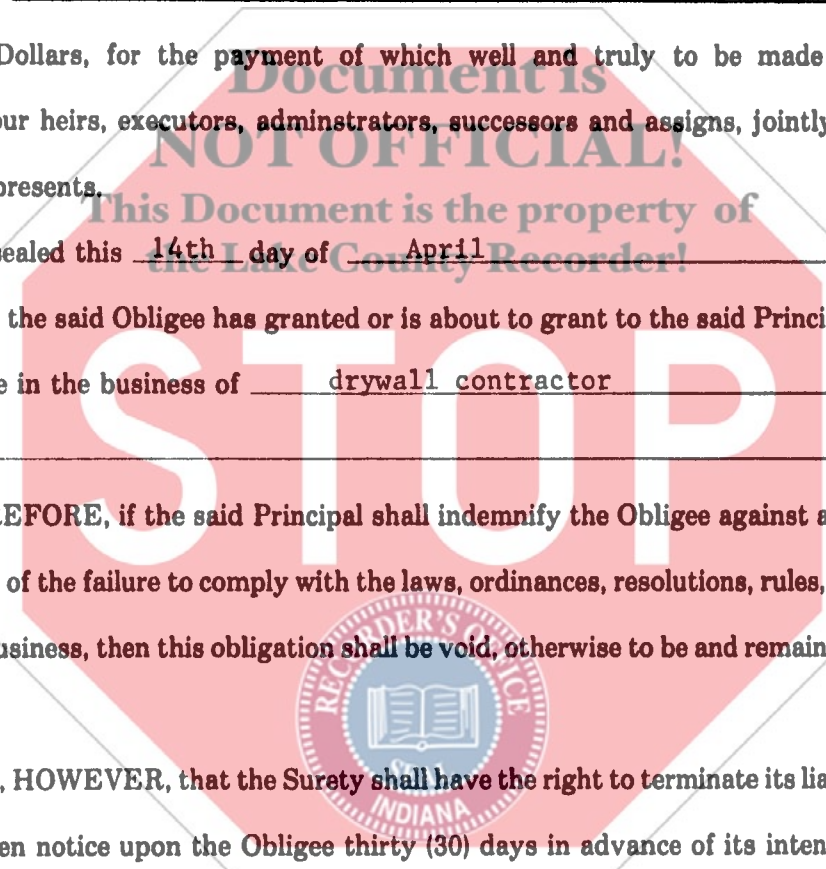 Dollars, for the payment of which well and truly to be made
Document is
our heirs, executors, adminstrators, successors and assigns, jointly
NOT OFFICIAL!
presents.
This Document is the property of
sealed this 14th day of April
the Lake County Recorder!
the said Obligee has granted or is about to grant to the said Princi
e in the business of drywall contractor
STOP
EFORE, if the said Principal shall indemnify the Obligee against a
of the failure to comply with the laws, ordinances, resolutions, rules,
RECORDER'S OFFICE
usiness, then this obligation shall be void, otherwise to be and remain
SEAL
, HOWEVER, that the Surety shall have the right to terminate its lia
INDIANA
en notice upon the Obligee thirty (30) days in advance of its inten